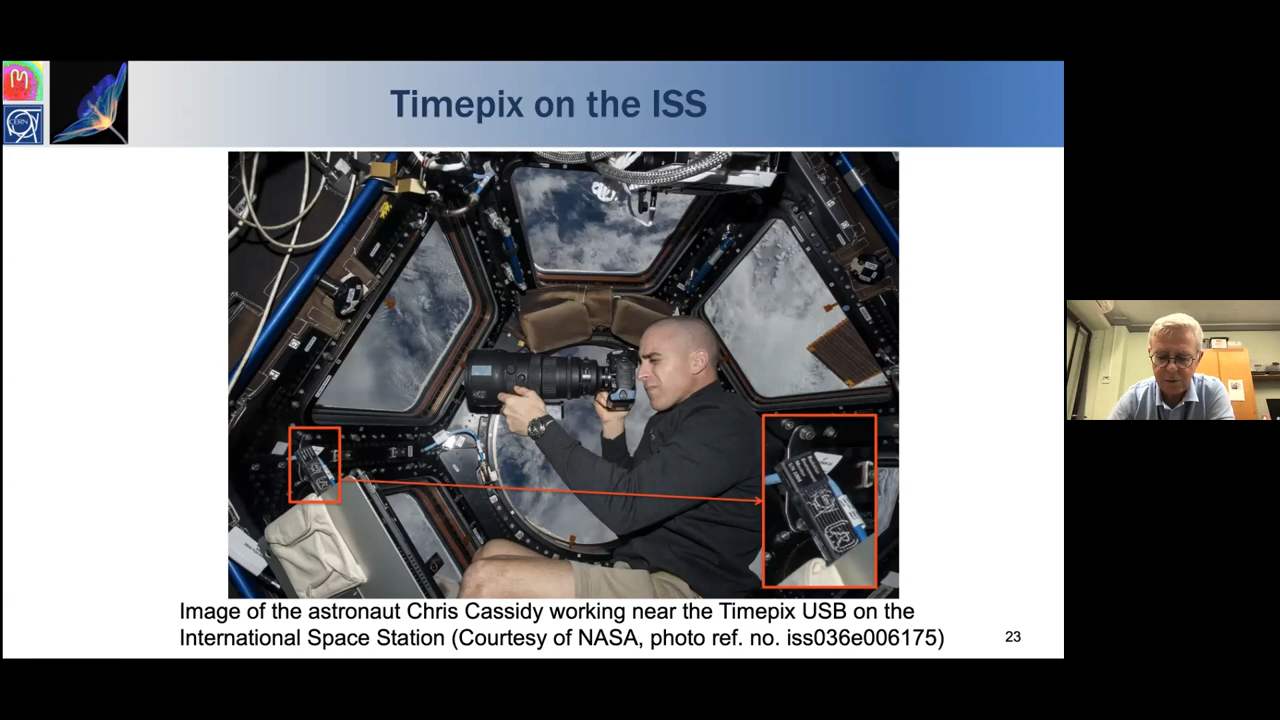 CERN
Timepix on the ISS
Image of the astronaut Chris Cassidy working near the Timepix USB on the
International Space Station (Courtesy of NASA, photo ref. no. iss036e006175)
23